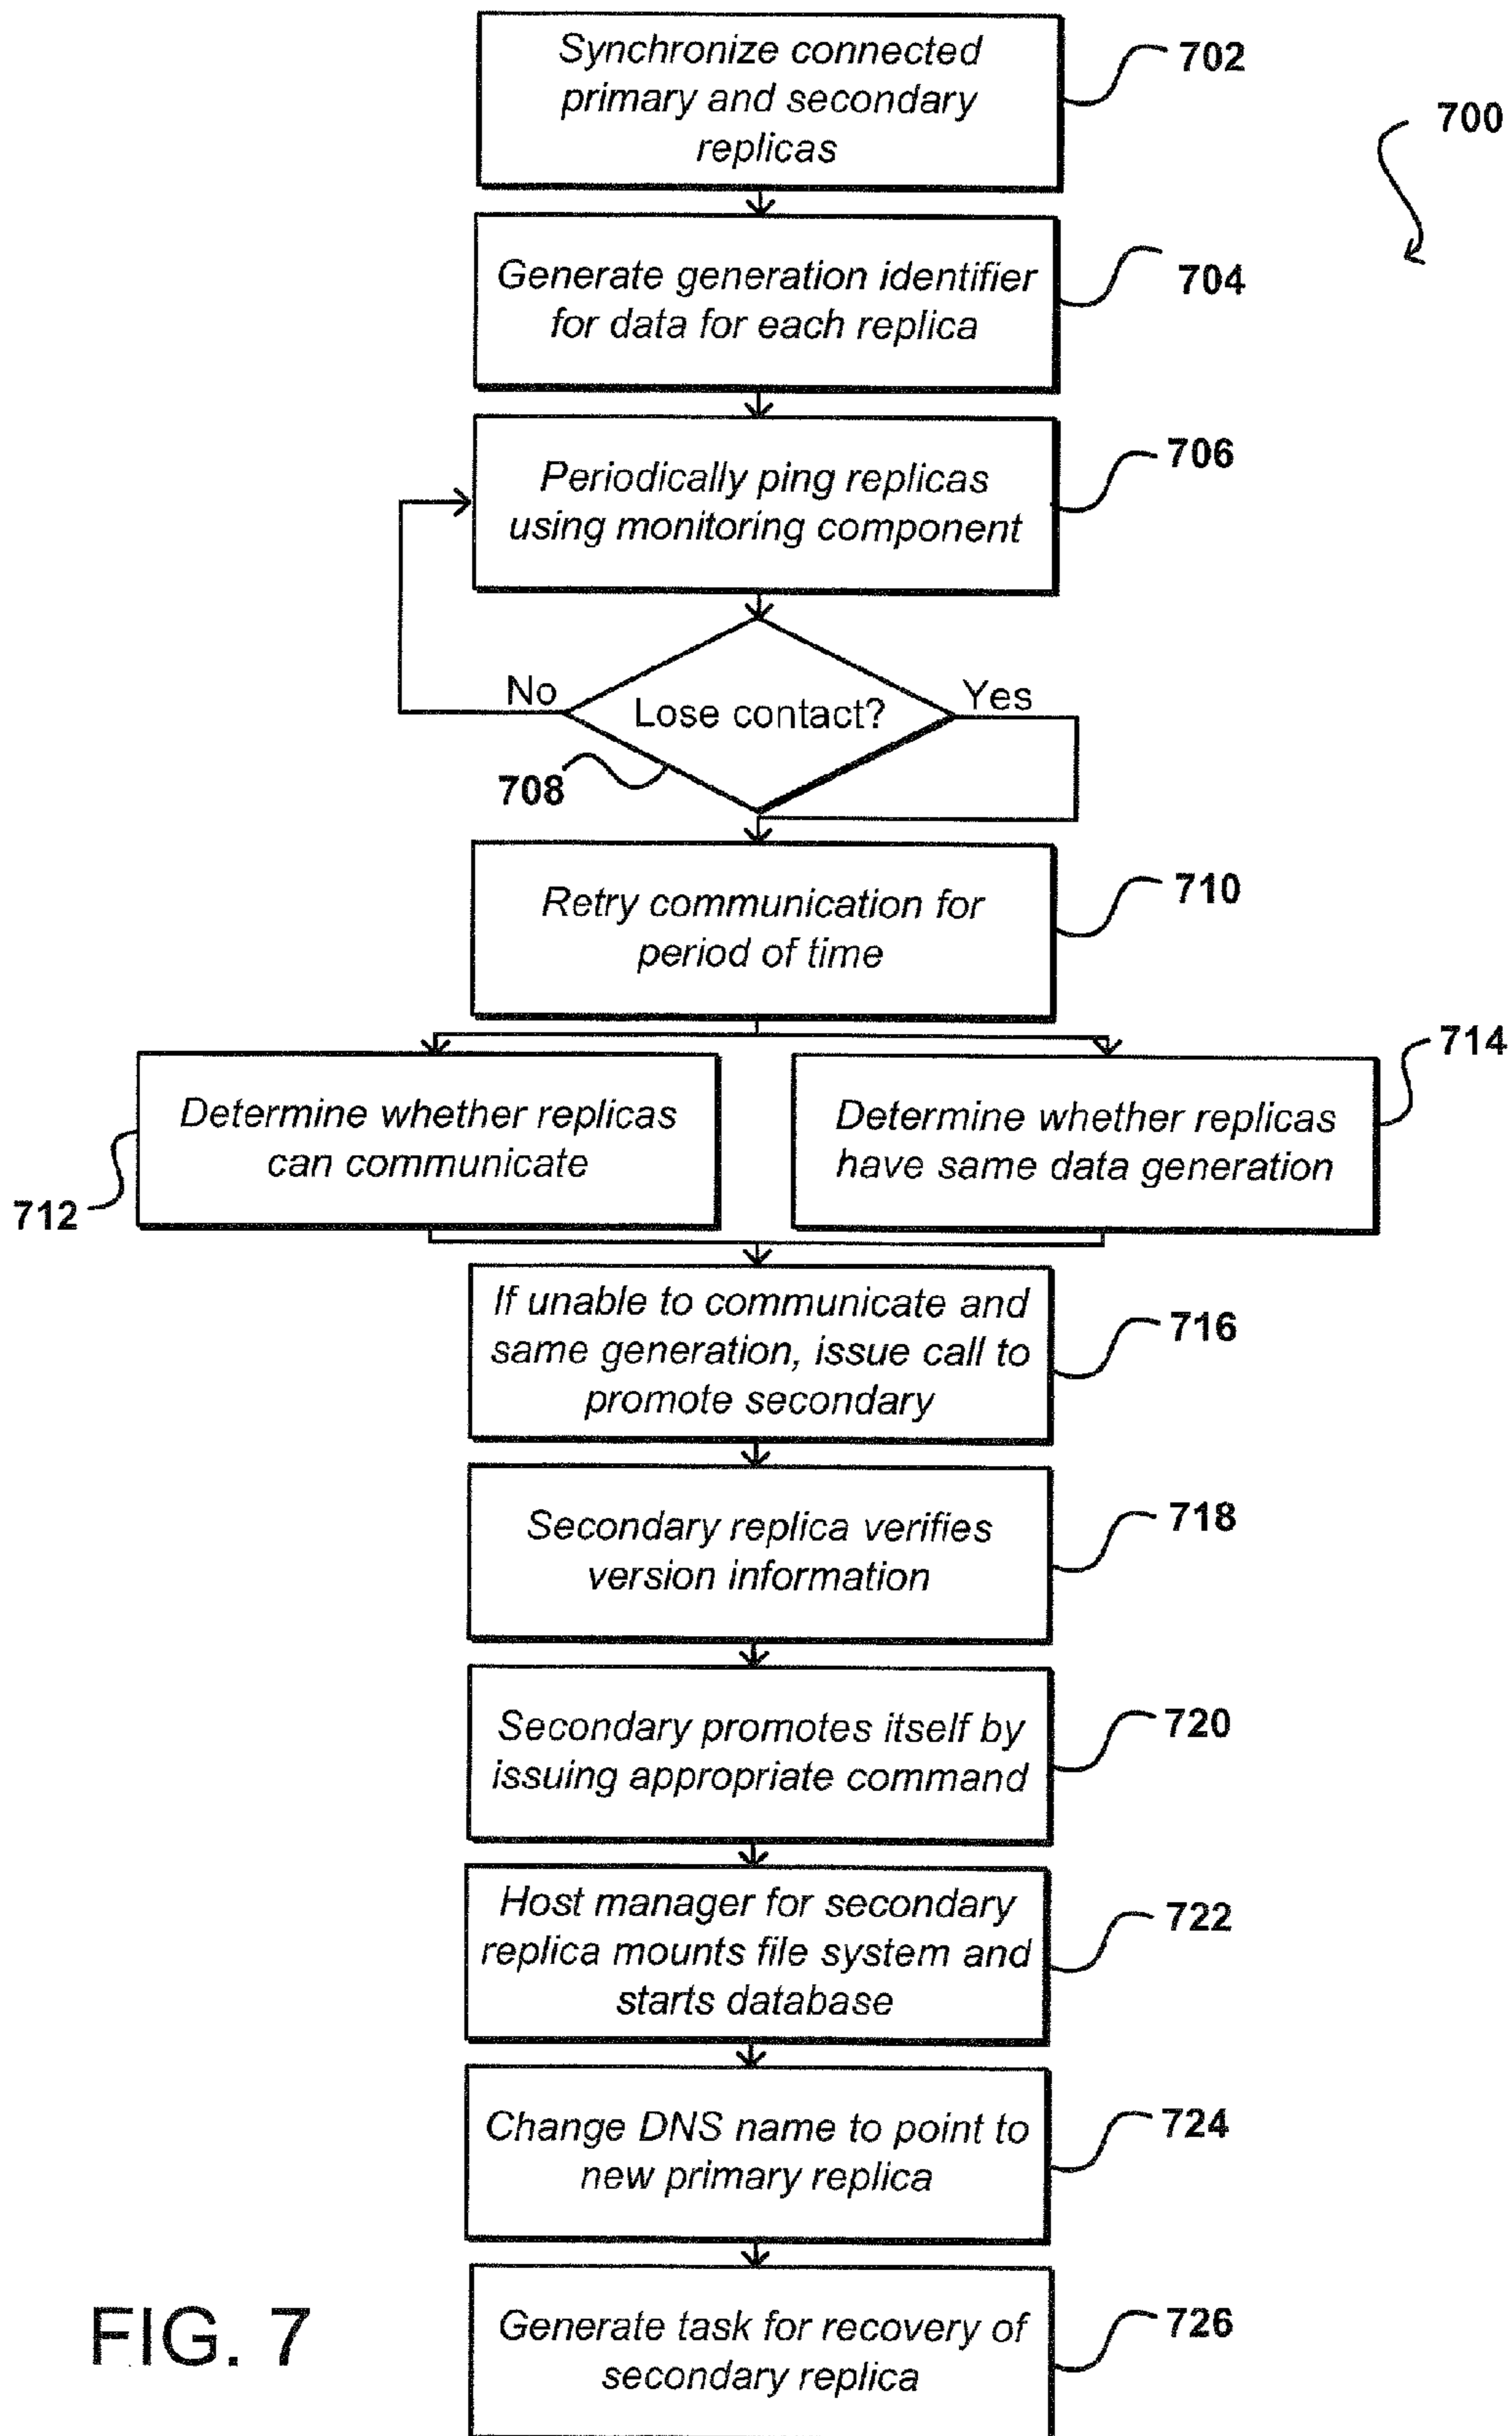 Synchronize connected
primary and secondary
replicas
702
700
Generate generation identifier
for data for each replica
704
Periodically ping replicas
using monitoring component
706
No
Lose contact?
Yes
708
Retry communication for
period of time
710
Determine whether replicas
can communicate
712
Determine whether replicas
have same data generation
714
If unable to communicate and
same generation, issue call to
promote secondary
716
Secondary replica verifies
version information
718
Secondary promotes itself by
issuing appropriate command
720
Host manager for secondary
replica mounts file system and
starts database
722
Change DNS name to point to
new primary replica
724
Generate task for recovery of
secondary replica
726
FIG. 7